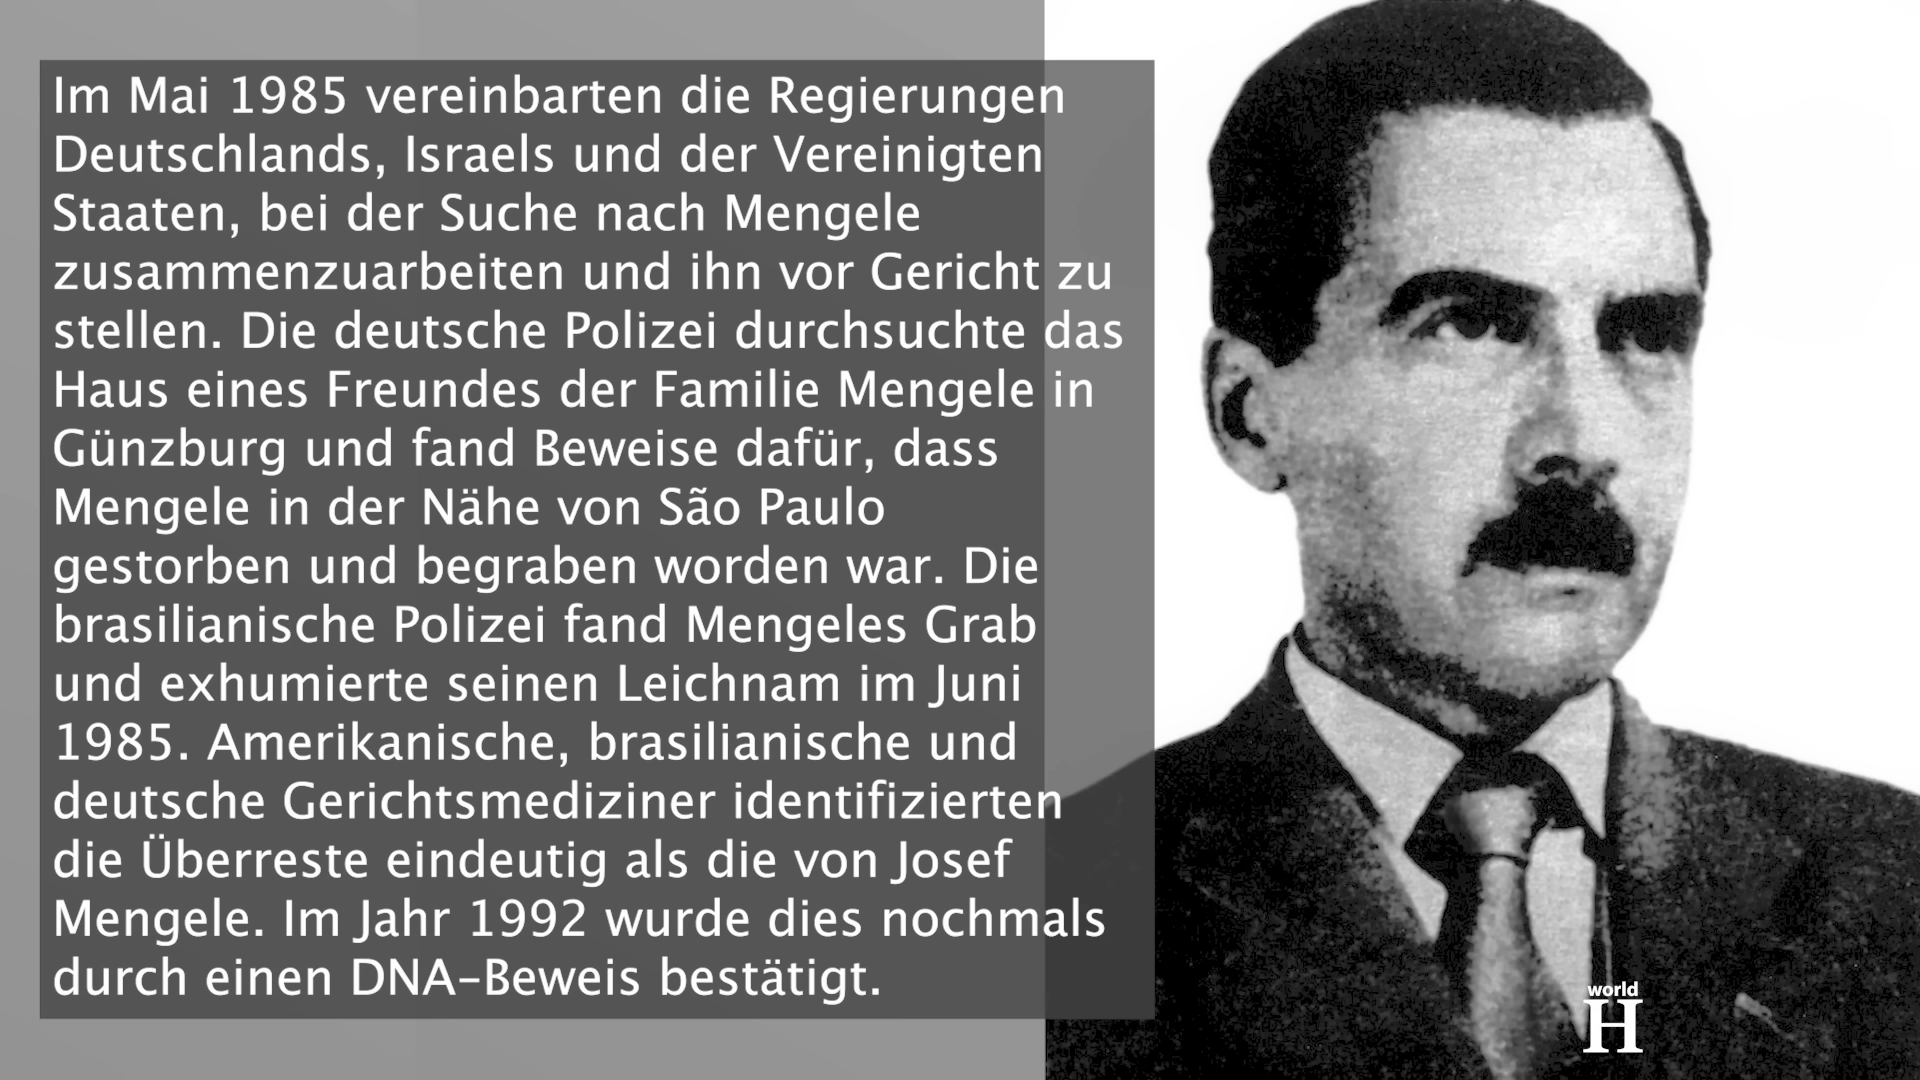 Im Mai 1985 vereinbarten die Regierungen
Deutschlands, Israels und der Vereinigten
Staaten, bei der Suche nach Mengele
zusammenzuarbeiten und ihn vor Gericht zu
stellen. Die deutsche Polizei durchsuchte das
Haus eines Freundes der Familie Mengele in
Günzburg und fand Beweise dafür, dass
Mengele in der Nähe von São Paulo
gestorben und begraben worden war. Die
brasilianische Polizei fand Mengeles Grab
und exhumierte seinen Leichnam im Juni
1985. Amerikanische, brasilianische und
deutsche Gerichtsmediziner identifizierten
die Überreste eindeutig als die von Josef
Mengele. Im Jahr 1992 wurde dies nochmals
durch einen DNA-Beweis bestätigt.
world
H